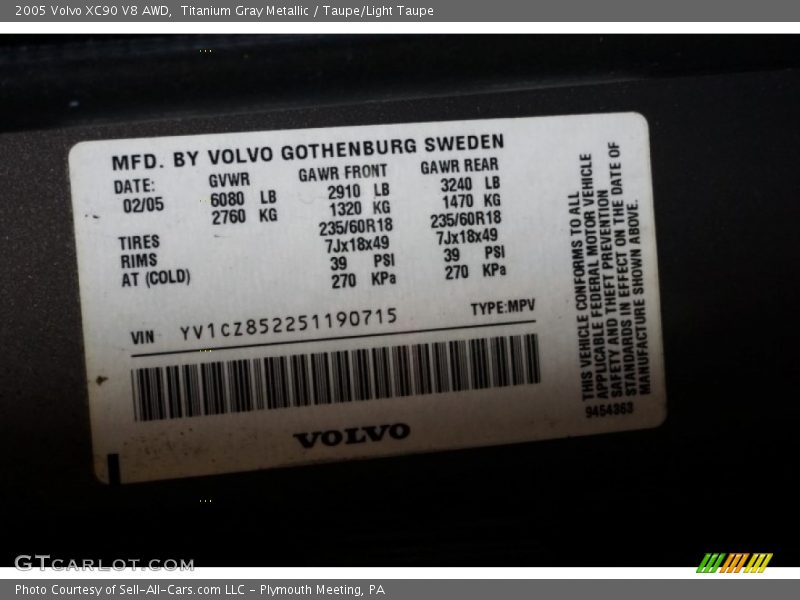 2005 Volvo XC90 V8 AWD,  Titanium Gray Metallic / Taupe/Light Taupe
MFD. BY VOLVO GOTHENBURG SWEDEN
DATE: GVWR GAWR FRONT GAWR REAR
02/05 6080 LB 2910 LB 3240 LB
2760 KG 1320 KG 1470 KG
TIRES 235/60R18 235/60R18
RIMS 7Jx18x49 7Jx18x49
AT (COLD) 39 PSI 39 PSI
270 KPa 270 KPa
VIN YV1CZ852251190715 TYPE:MPV
VOLVO
THIS VEHICLE CONFORMS TO ALL
APPLICABLE FEDERAL MOTOR VEHICLE
SAFETY AND THEFT PREVENTION
STANDARDS IN EFFECT ON THE DATE OF
MANUFACTURE SHOWN ABOVE.
9454363
GTCARLOT.COM
Photo Courtesy of Sell-All-Cars.com LLC - Plymouth Meeting, PA